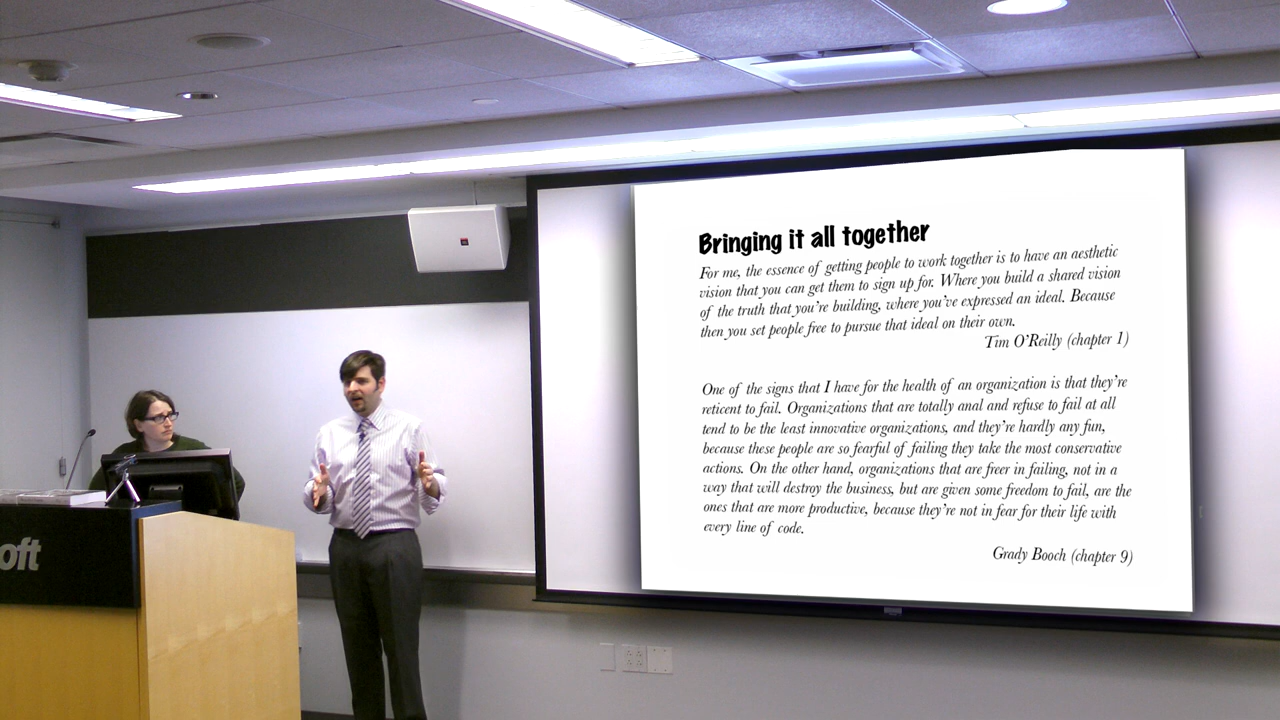 Bringing it all together
For me, the essence of getting people to work together is to have an aesthetic
vision that you can get them to sign up for. Where you build a shared vision
of the truth that you're building, where you've expressed an ideal. Because
then you set people free to pursue that ideal on their own.
Tim O'Reilly (chapter 1)
One of the signs that I have for the health of an organization is that they're
reticent to fail. Organizations that are totally anal and refuse to fail at all
tend to be the least innovative organizations, and they're hardly any fun,
because these people are so fearful of failing they take the most conservative
actions. On the other hand, organizations that are freer in failing, not in a
way that will destroy the business, but are given some freedom to fail, are the
ones that are more productive, because they're not in fear for their life with
every line of code.
Grady Booch (chapter 9)
oft